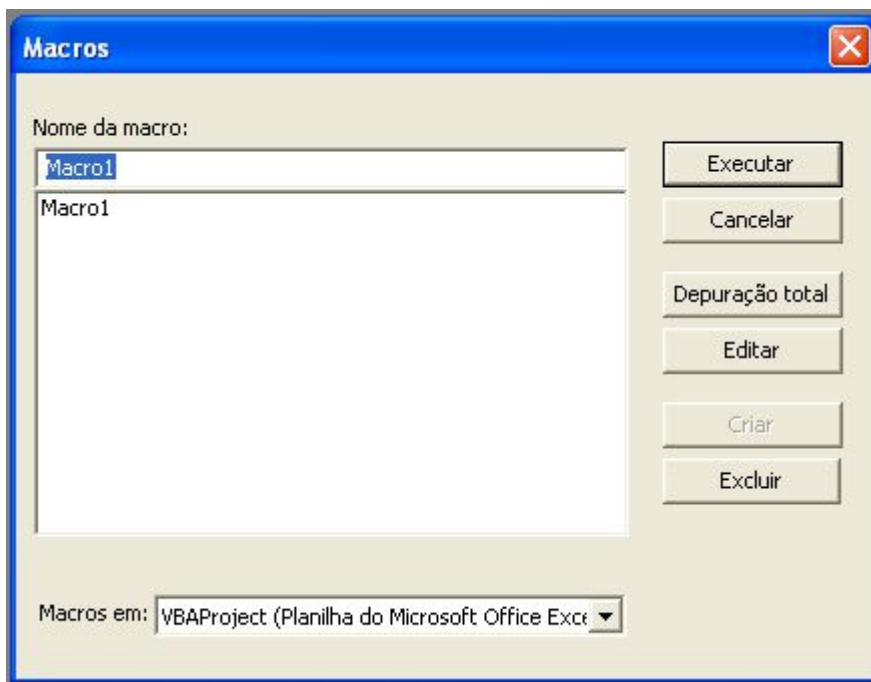 Macros
Nome da macro:
Macro1
Macro1
Executar
Cancelar
Depuração total
Editar
Criar
Excluir
Macros em: VBAProject (Planilha do Microsoft Office Exce